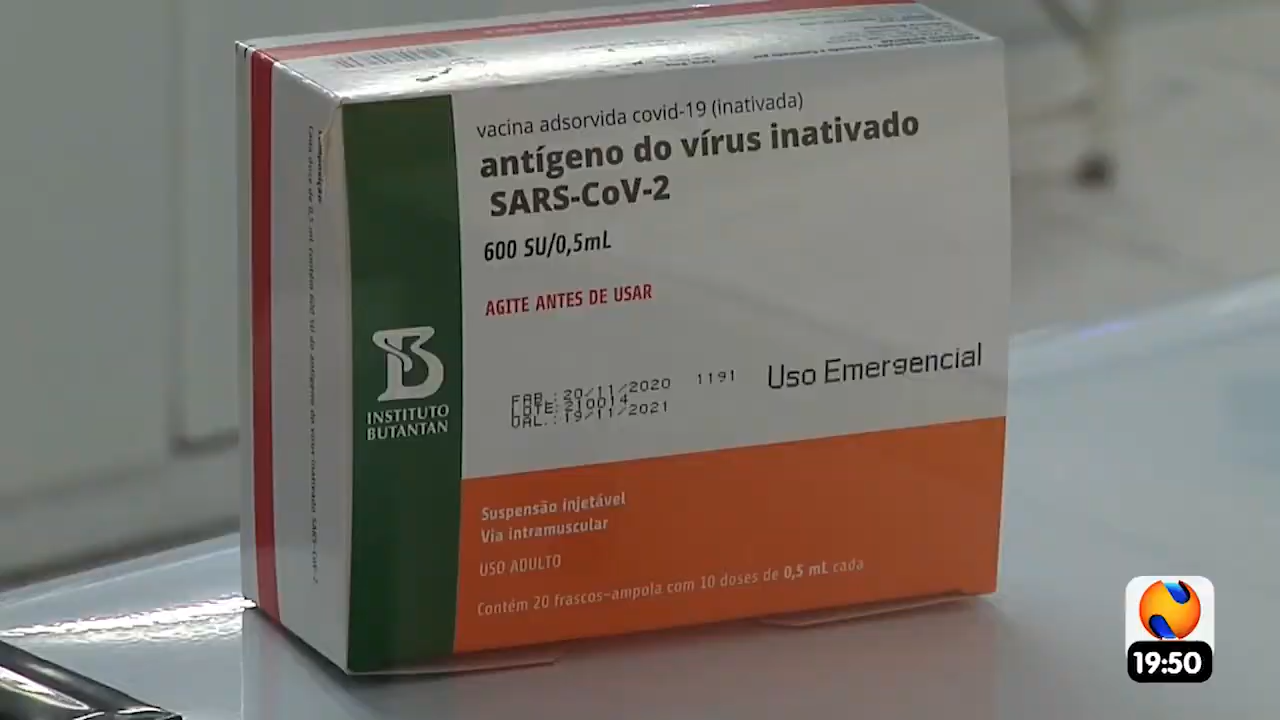 vacina adsorvida covid-19 (inativada)
antígeno do vírus inativado
SARS-CoV-2
600 SU/0,5mL
AGITE ANTES DE USAR
FAB.: 20/11/2020 1191
LOTE: 210014
VAL.: 19/11/2021
Uso Emergencial
INSTITUTO
BUTANTAN
Suspensão injetável
Via intramuscular
USO ADULTO
Contém 20 frascos-ampola com 10 doses de 0,5 mL cada
Composição
19:50